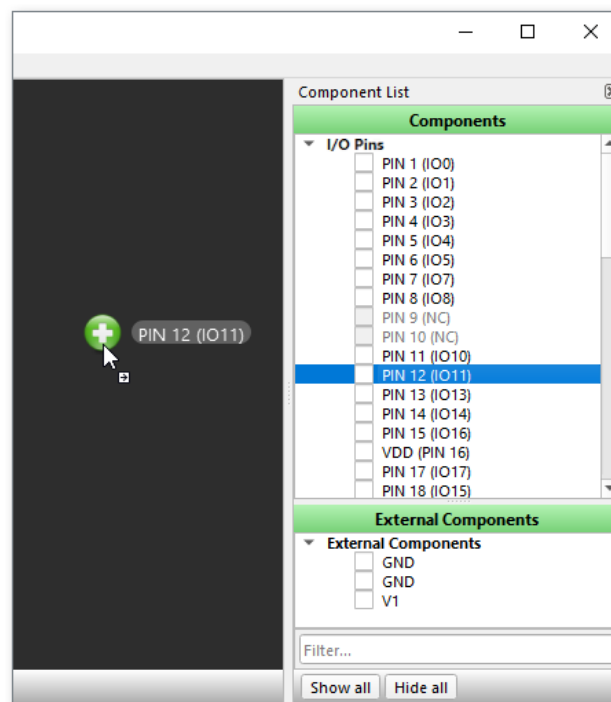 Component List
Components
I/O Pins
PIN 1 (IO0)
PIN 2 (IO1)
PIN 3 (IO2)
PIN 4 (IO3)
PIN 5 (IO4)
PIN 6 (IO5)
PIN 7 (IO7)
PIN 8 (IO8)
PIN 9 (NC)
PIN 10 (NC)
PIN 11 (IO10)
PIN 12 (IO11)
PIN 13 (IO13)
PIN 14 (IO14)
PIN 15 (IO16)
VDD (PIN 16)
PIN 17 (IO17)
PIN 18 (IO15)
PIN 12 (IO11)
External Components
External Components
GND
GND
V1
Filter...
Show all
Hide all